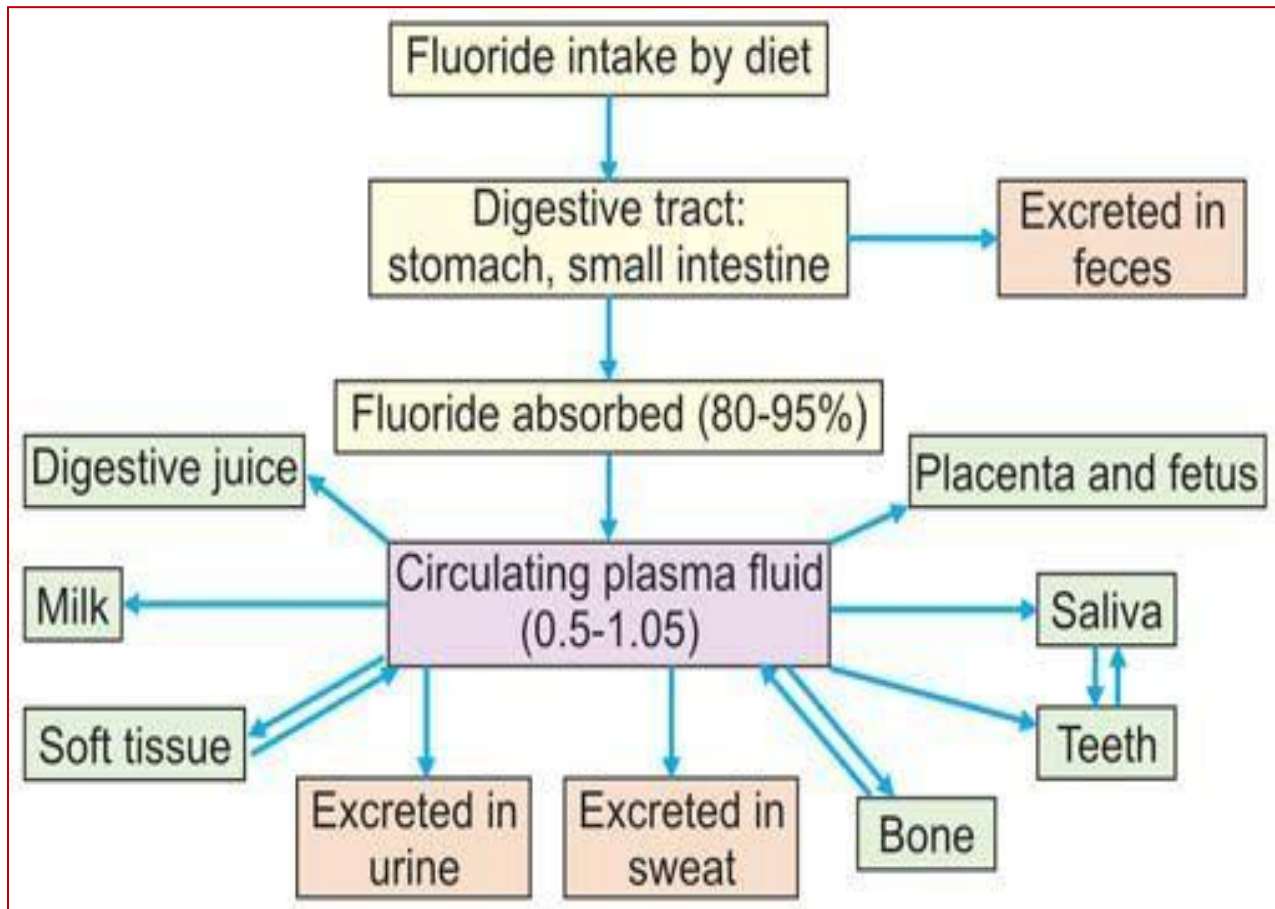 Fluoride intake by diet
Digestive tract:
stomach, small intestine
Excreted in
feces
Fluoride absorbed (80-95%)
Digestive juice
Placenta and fetus
Circulating plasma fluid
(0.5-1.05)
Milk
Saliva
Soft tissue
Teeth
Excreted in
urine
Excreted in
sweat
Bone